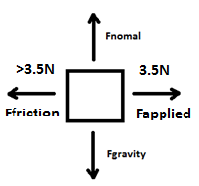 Fnomal
>3.5N
3.5N
Ffriction
Fapplied
Fgravity